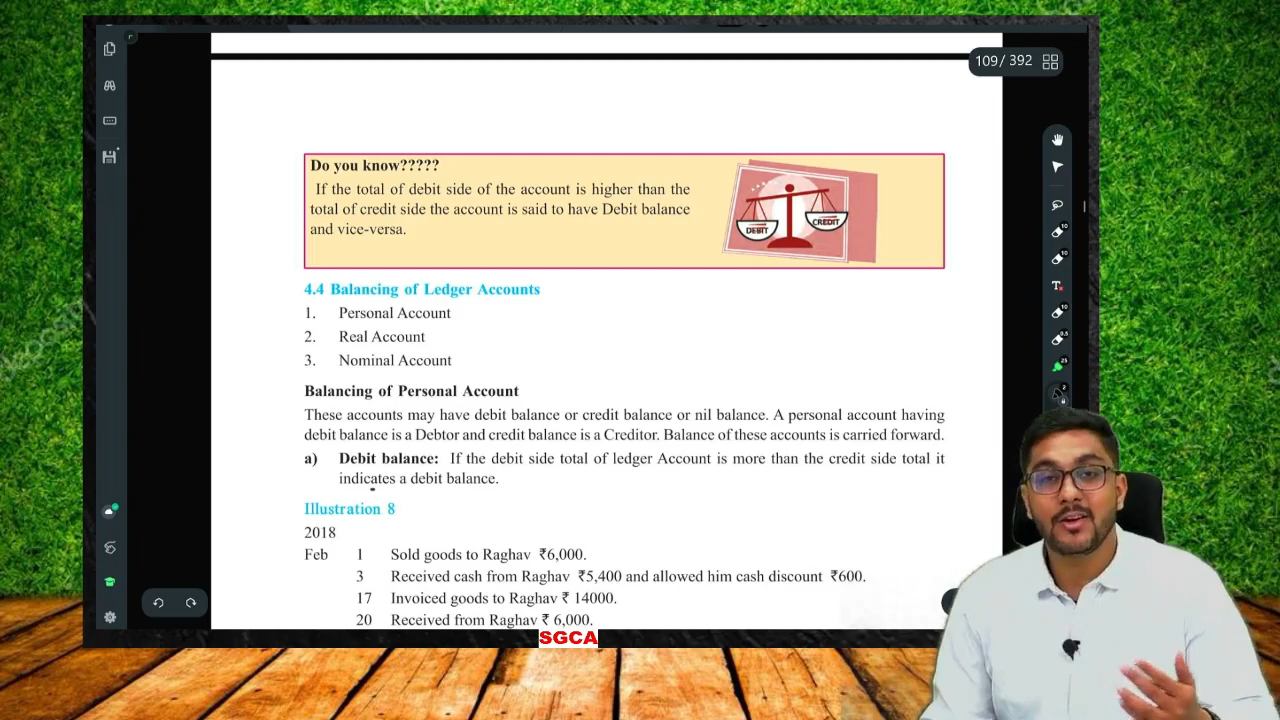 109/ 392
Do you know?????
If the total of debit side of the account is higher than the
total of credit side the account is said to have Debit balance
and vice-versa.
DEBIT
CREDIT
4.4 Balancing of Ledger Accounts
1. Personal Account
2. Real Account
3. Nominal Account
Balancing of Personal Account
These accounts may have debit balance or credit balance or nil balance. A personal account having
debit balance is a Debtor and credit balance is a Creditor. Balance of these accounts is carried forward.
a) Debit balance: If the debit side total of ledger Account is more than the credit side total it
indicates a debit balance.
Illustration 8
2018
Feb 1 Sold goods to Raghav ₹6,000.
3 Received cash from Raghav ₹5,400 and allowed him cash discount ₹600.
17 Invoiced goods to Raghav ₹ 14000.
20 Received from Raghav ₹ 6,000.
SGCA
10
10
T
10
0.5
25
2